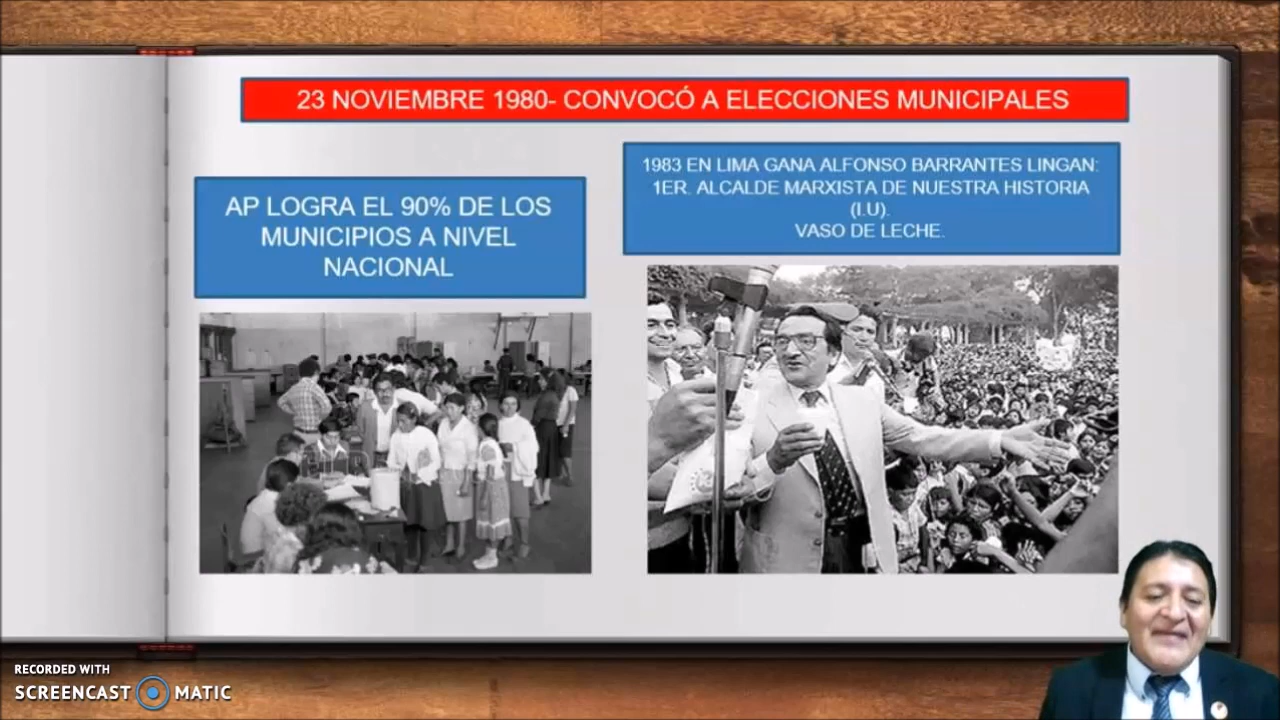 23 NOVIEMBRE 1980- CONVOCÓ A ELECCIONES MUNICIPALES
AP LOGRA EL 90% DE LOS
MUNICIPIOS A NIVEL
NACIONAL
1983 EN LIMA GANA ALFONSO BARRANTES LINGAN:
1ER. ALCALDE MARXISTA DE NUESTRA HISTORIA
(I.U).
VASO DE LECHE.
RECORDED WITH
SCREENCAST MATIC